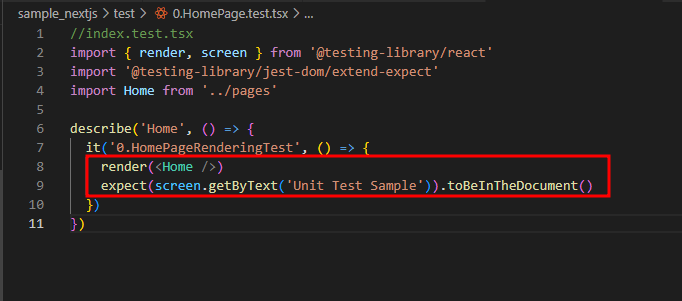 sample_nextjs > test > 0.HomePage.test.tsx > ...
1 //index.test.tsx
2 import { render, screen } from '@testing-library/react'
3 import '@testing-library/jest-dom/extend-expect'
4 import Home from '../pages'
5
6 describe('Home', () => {
7 it('0.HomePageRenderingTest', () => {
8 render(<Home />)
9 expect(screen.getByText('Unit Test Sample')).toBeInTheDocument()
10 })
11 })